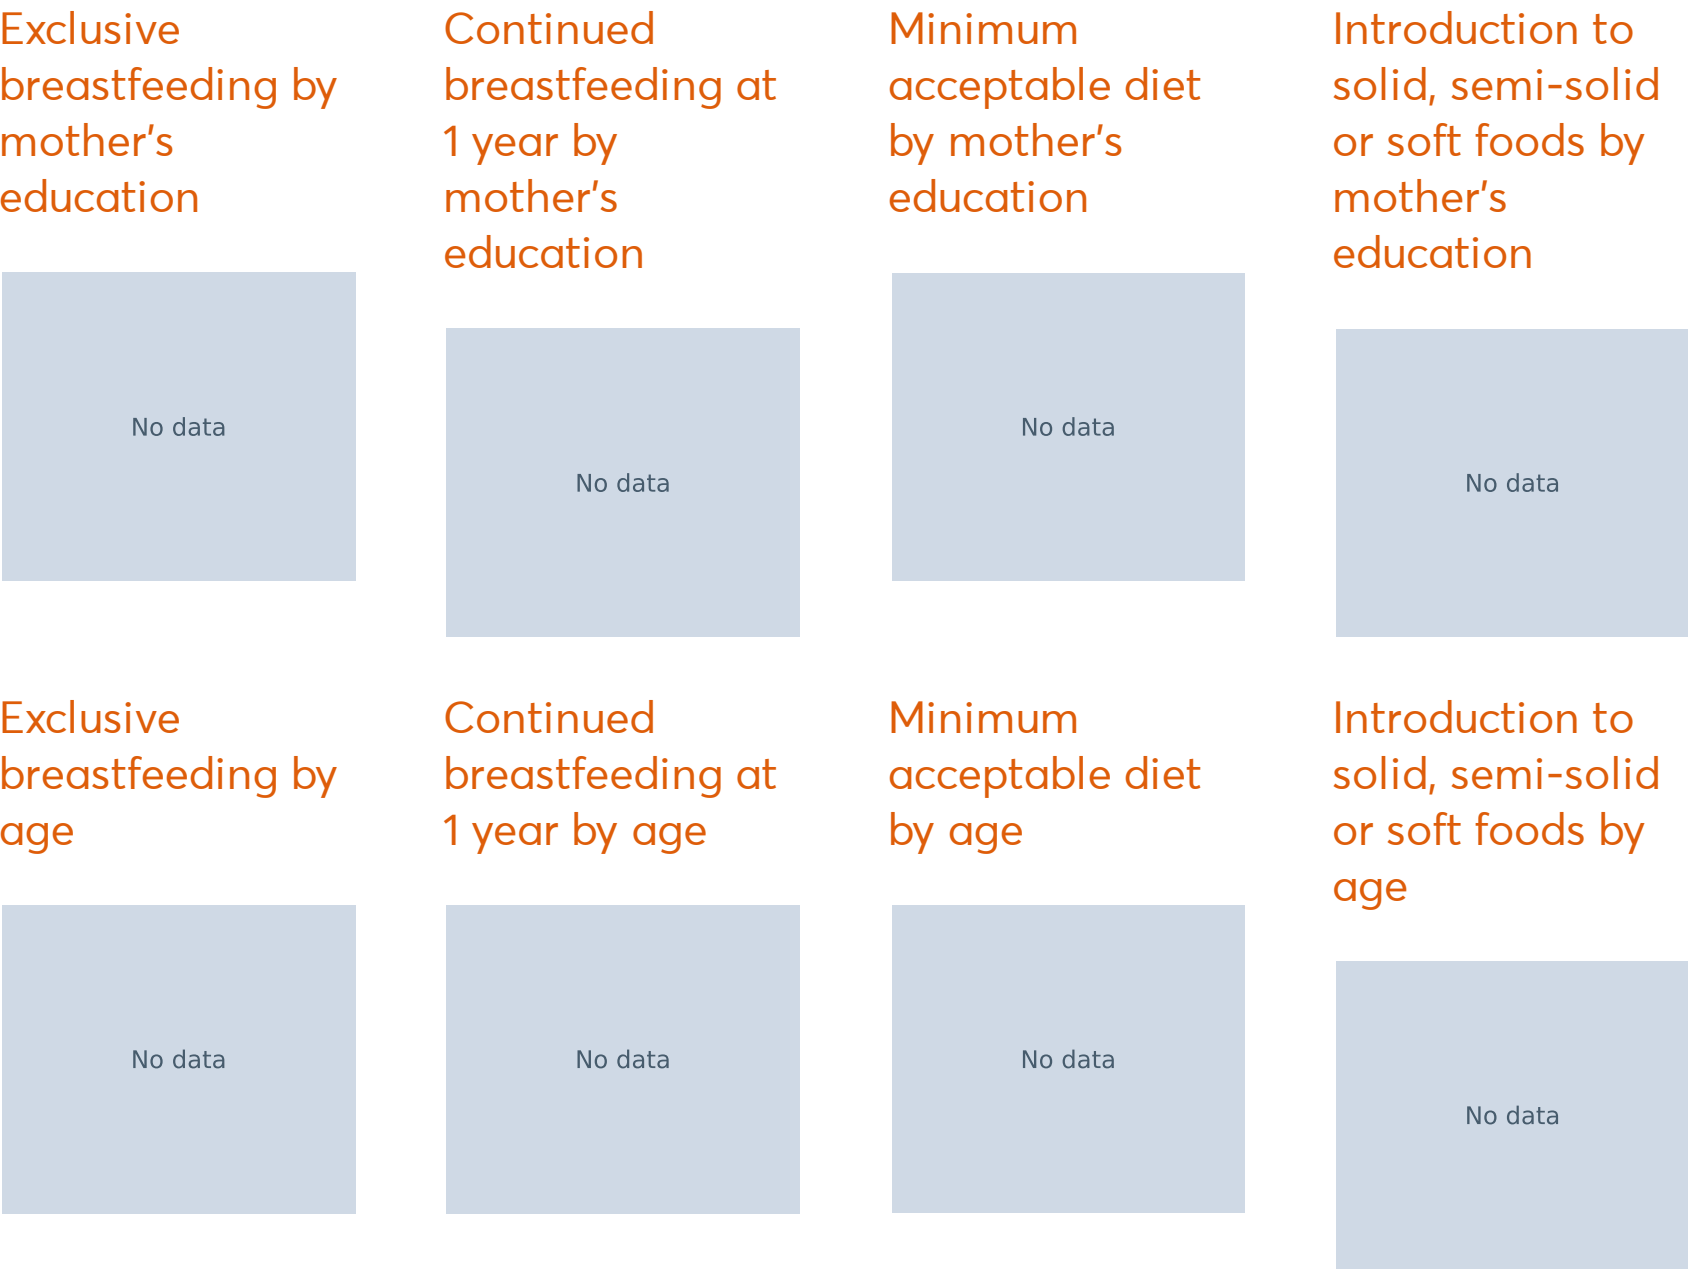 Exclusive
breastfeeding by
mother's
education
No data
Continued
breastfeeding at
1 year by
mother's
education
No data
Minimum
acceptable diet
by mother's
education
No data
Introduction to
solid, semi-solid
or soft foods by
mother's
education
No data
Exclusive
breastfeeding by
age
No data
Continued
breastfeeding at
1 year by age
No data
Minimum
acceptable diet
by age
No data
Introduction to
solid, semi-solid
or soft foods by
age
No data